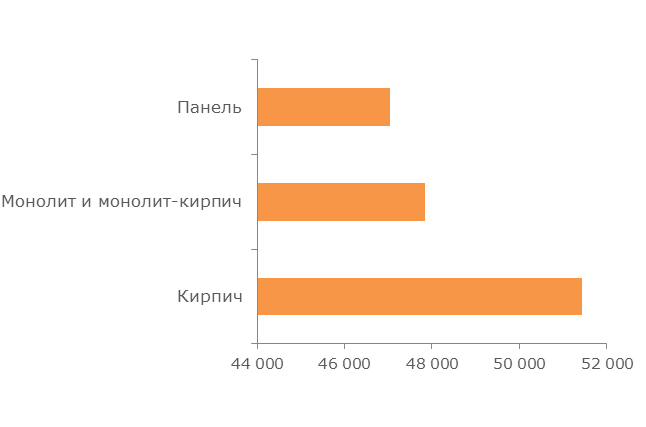 Панель
Монолит и монолит-кирпич
Кирпич
44 000 46 000 48 000 50 000 52 000